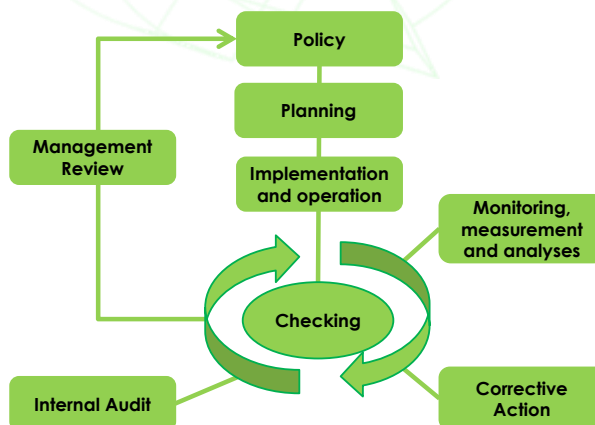 Policy
Planning
Management
Review
Implementation
and operation
Monitoring,
measurement
and analyses
Checking
Internal Audit
Corrective
Action